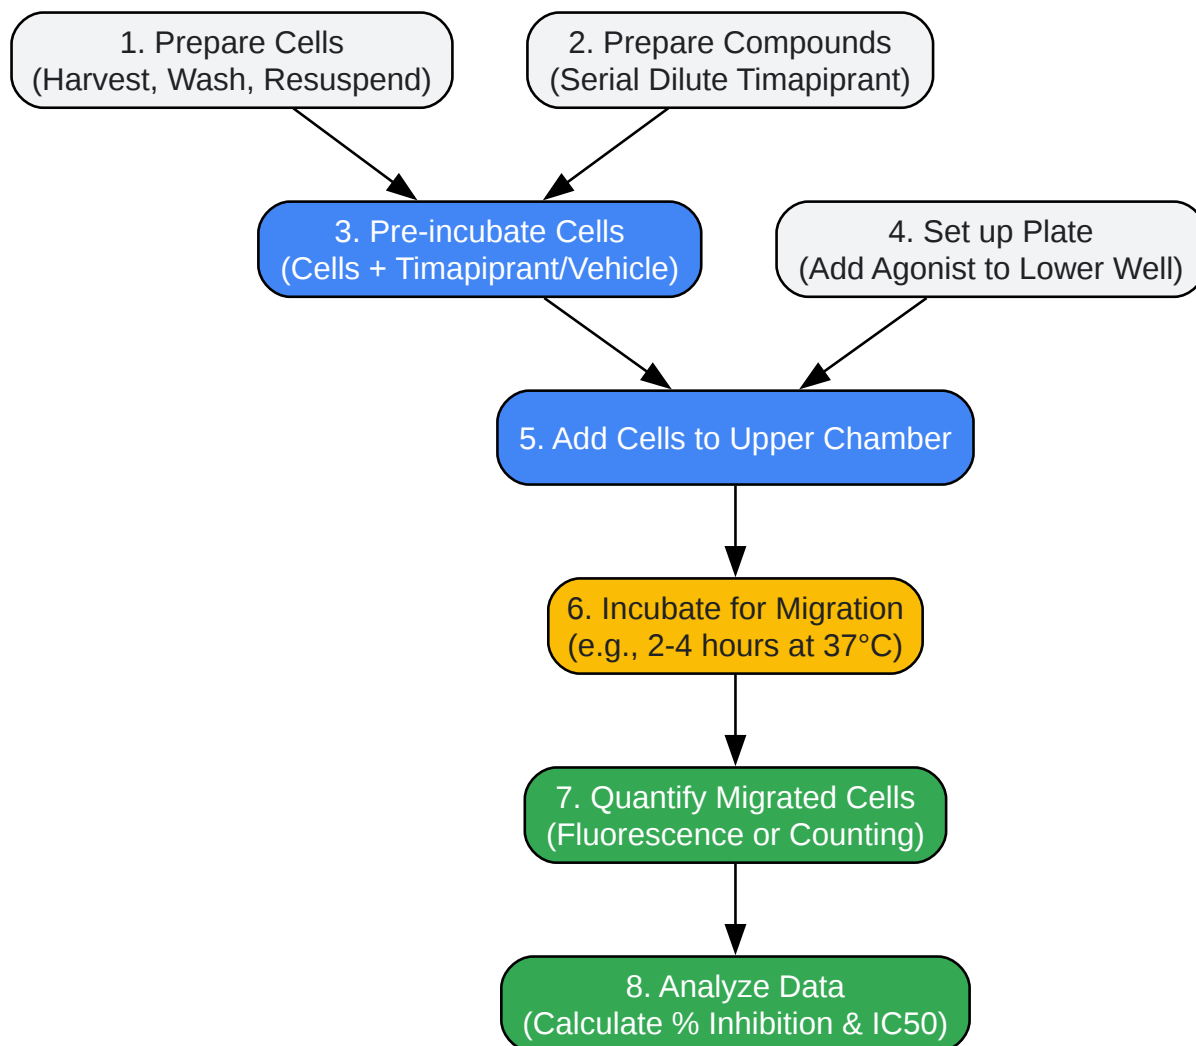 1. Prepare Cells
(Harvest, Wash, Resuspend)
2. Prepare Compounds
(Serial Dilute Timapiprant)
3. Pre-incubate Cells
(Cells + Timapiprant/Vehicle)
4. Set up Plate
(Add Agonist to Lower Well)
5. Add Cells to Upper Chamber
6. Incubate for Migration
(e.g., 2-4 hours at 37°C)
7. Quantify Migrated Cells
(Fluorescence or Counting)
8. Analyze Data
(Calculate % Inhibition & IC50)